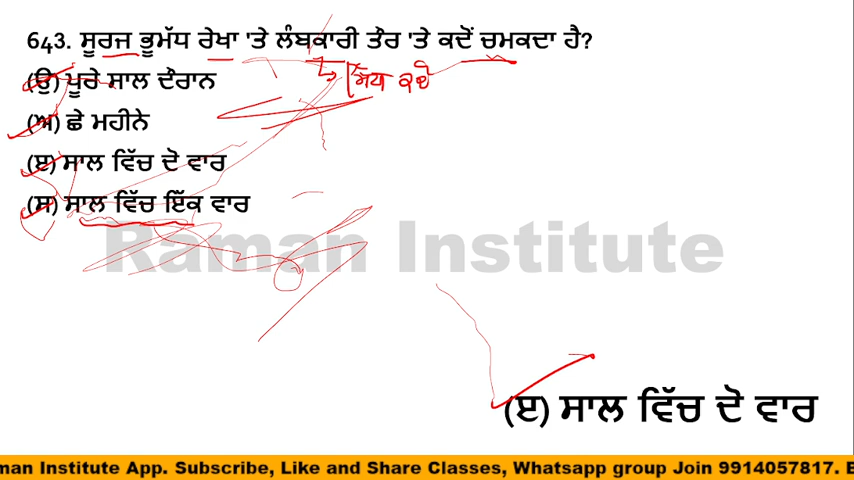 643. ਸੂਰਜ ਭੂਮੱਧ ਰੇਖਾ 'ਤੇ ਲੰਬਕਾਰੀ ਤੌਰ 'ਤੇ ਕਦੋਂ ਚਮਕਦਾ ਹੈ?
(ਉ) ਪੂਰੇ ਸਾਲ ਦੌਰਾਨ
(ਅ) ਛੇ ਮਹੀਨੇ
(ੲ) ਸਾਲ ਵਿੱਚ ਦੋ ਵਾਰ
(ਸ) ਸਾਲ ਵਿੱਚ ਇੱਕ ਵਾਰ
Raman Institute
(ੲ) ਸਾਲ ਵਿੱਚ ਦੋ ਵਾਰ
man Institute App. Subscribe, Like and Share Classes, Whatsapp group Join 9914057817.